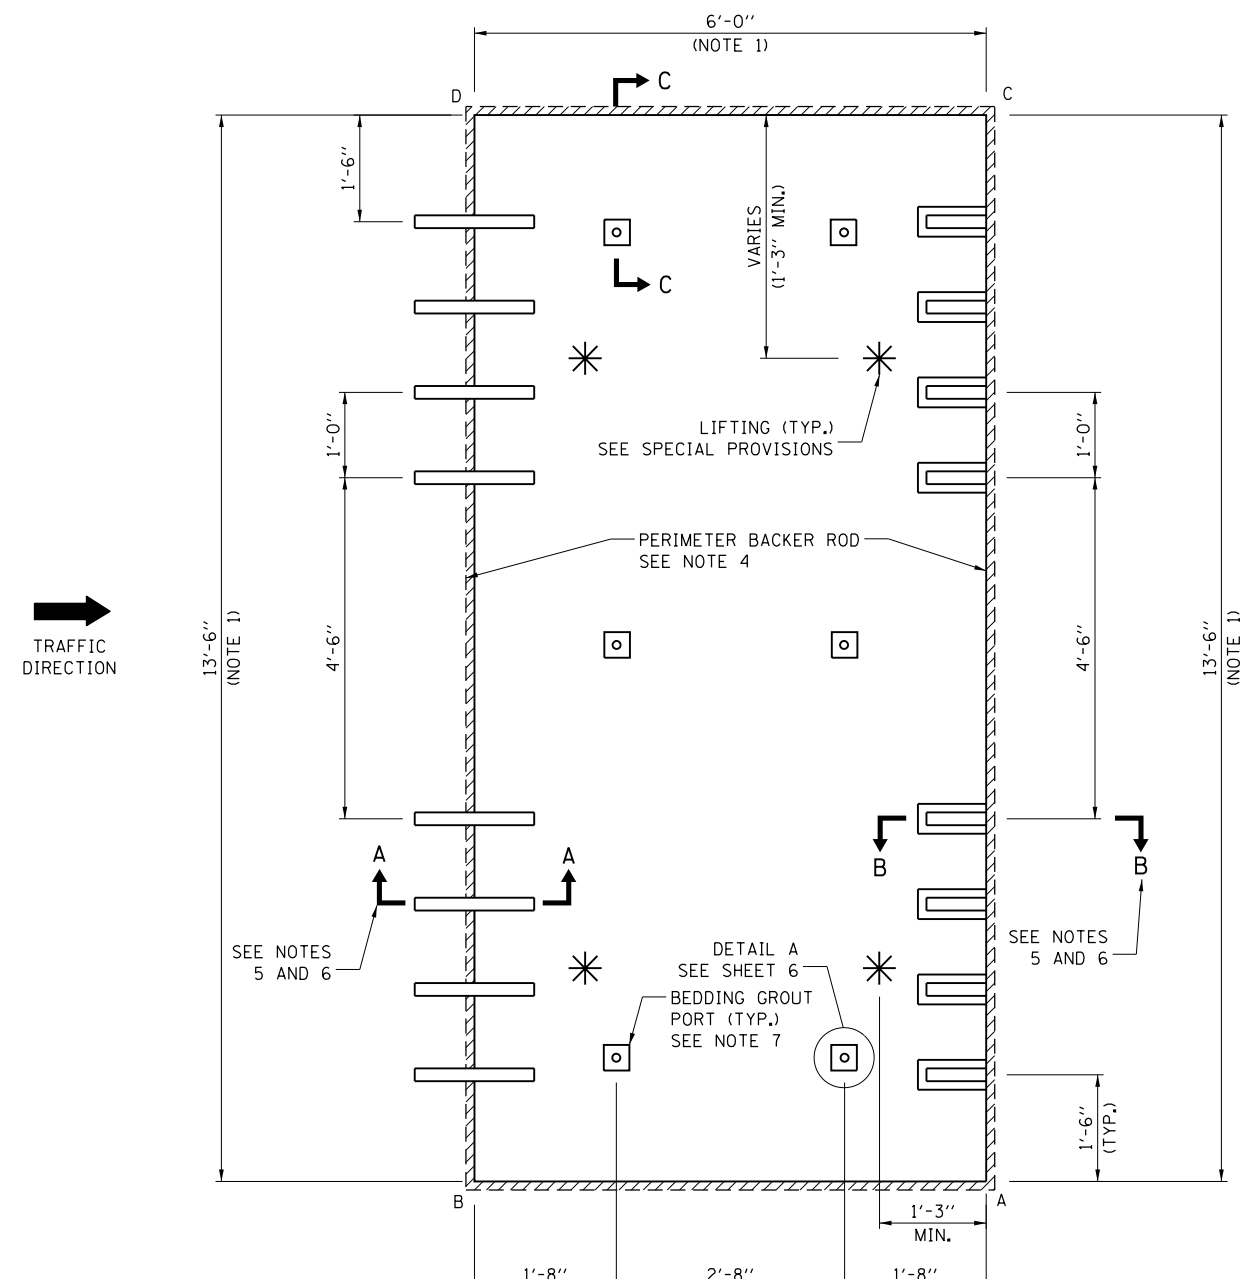 6'-0''
(NOTE 1)
C
D
C
1'-6''
VARIES
(1'-3'' MIN.)
C
LIFTING (TYP.)
SEE SPECIAL PROVISIONS
1'-0''
1'-0''
PERIMETER BACKER ROD
SEE NOTE 4
TRAFFIC
DIRECTION
13'-6''
(NOTE 1)
4'-6''
4'-6''
13'-6''
(NOTE 1)
A
A
B
B
SEE NOTES
5 AND 6
DETAIL A
SEE SHEET 6
SEE NOTES
5 AND 6
BEDDING GROUT
PORT (TYP.)
SEE NOTE 7
1'-6''
(TYP.)
B
A
1'-3''
MIN.
1'-8''
2'-8''
1'-8''